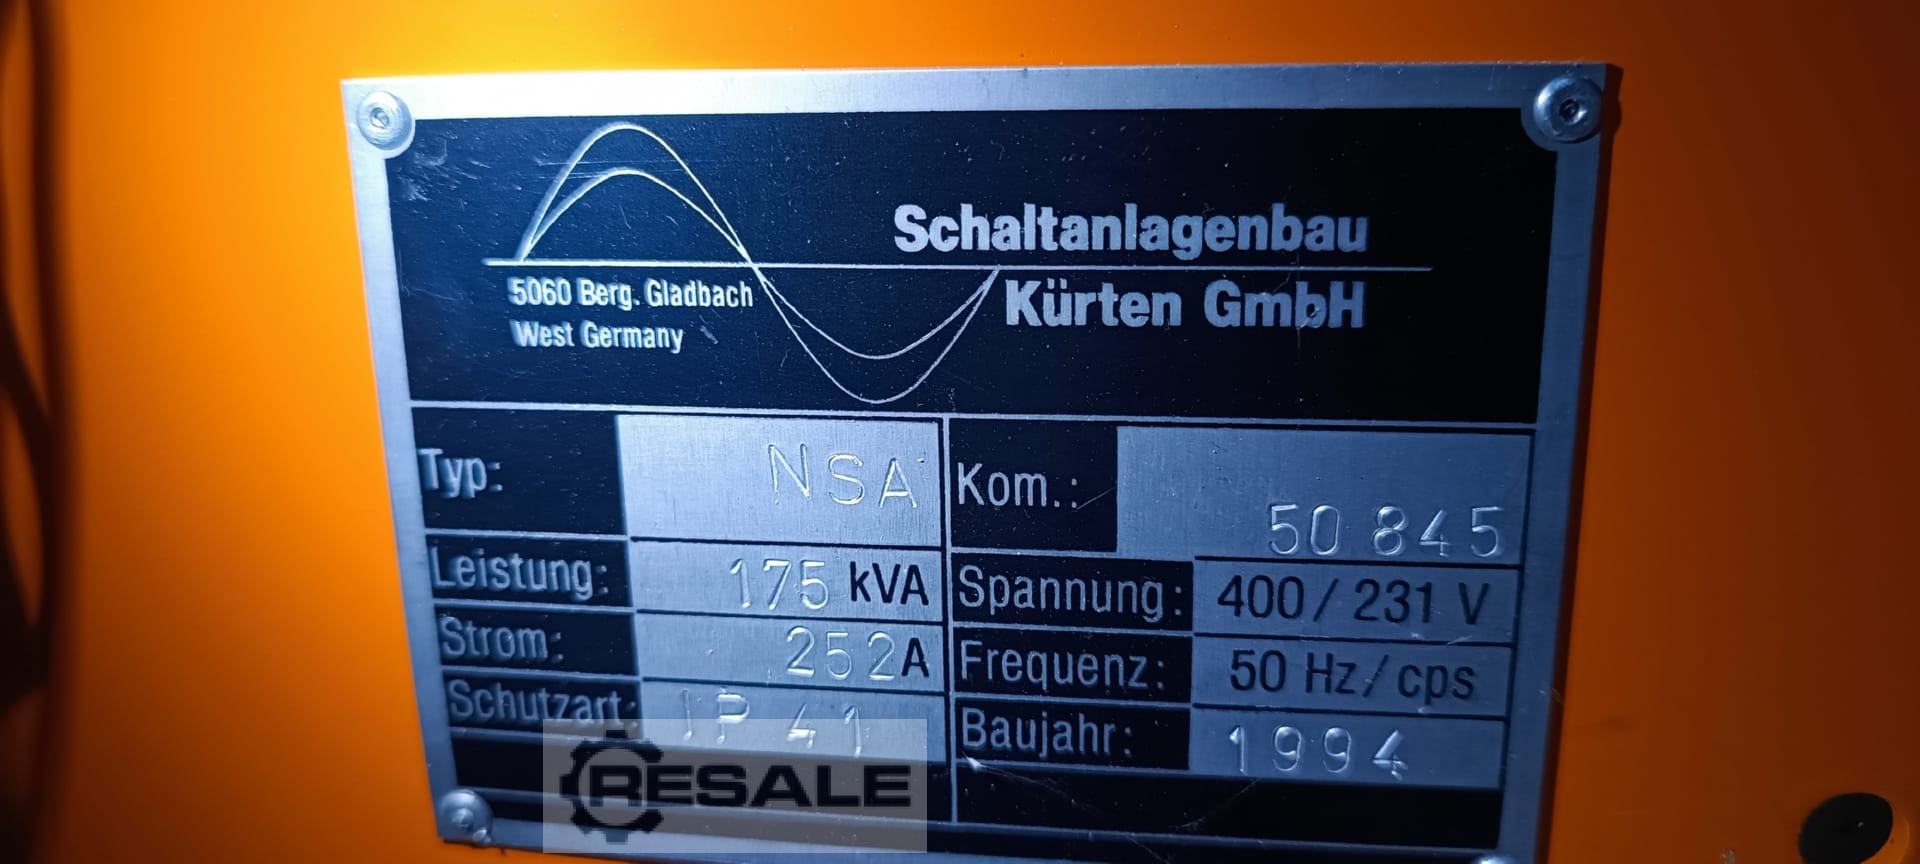 Schaltanlagenbau
Kürten GmbH
5060 Berg. Gladbach
West Germany
Typ: NSA
Kom.: 50 845
Leistung: 175 kVA
Spannung: 400 / 231 V
Strom: 252 A
Frequenz: 50 Hz / cps
Schutzart: IP 41
Baujahr: 1994
RESALE